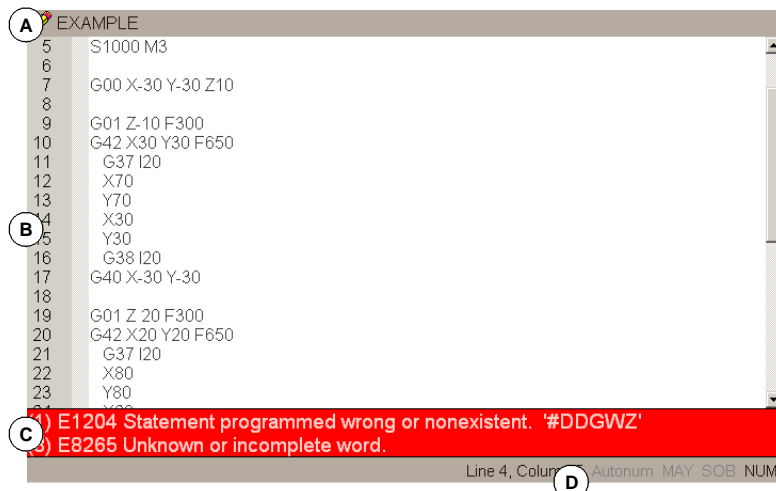 A EXAMPLE
5 S1000 M3
6
7 G00 X-30 Y-30 Z10
8
9 G01 Z-10 F300
10 G42 X30 Y30 F650
11 G37 I20
12 X70
13 Y70
14 X30
B
15 Y30
16 G38 I20
17 G40 X-30 Y-30
18
19 G01 Z 20 F300
20 G42 X20 Y20 F650
21 G37 I20
22 X80
23 Y80
(1) E1204 Statement programmed wrong or nonexistent. '#DDGWZ'
C
E8265 Unknown or incomplete word.
Line 4, Autonum MAY SOB NUM
D